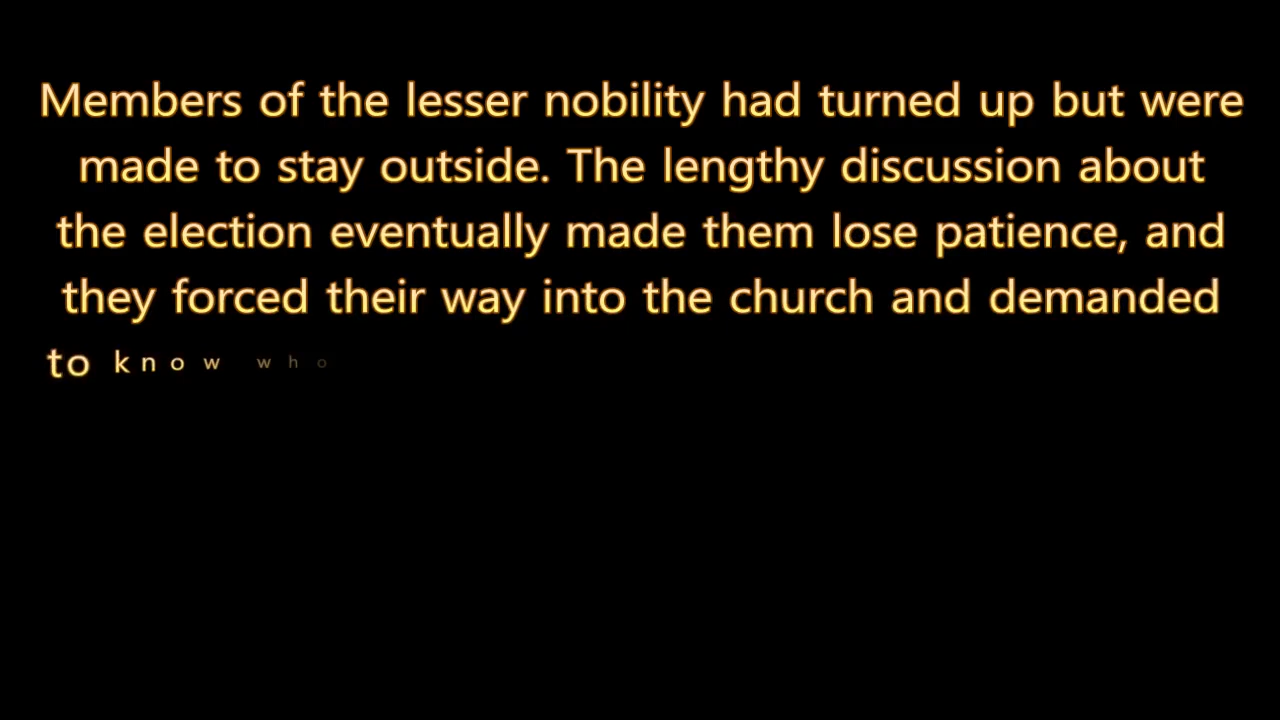 Members of the lesser nobility had turned up but were
made to stay outside. The lengthy discussion about
the election eventually made them lose patience, and
they forced their way into the church and demanded
to know who